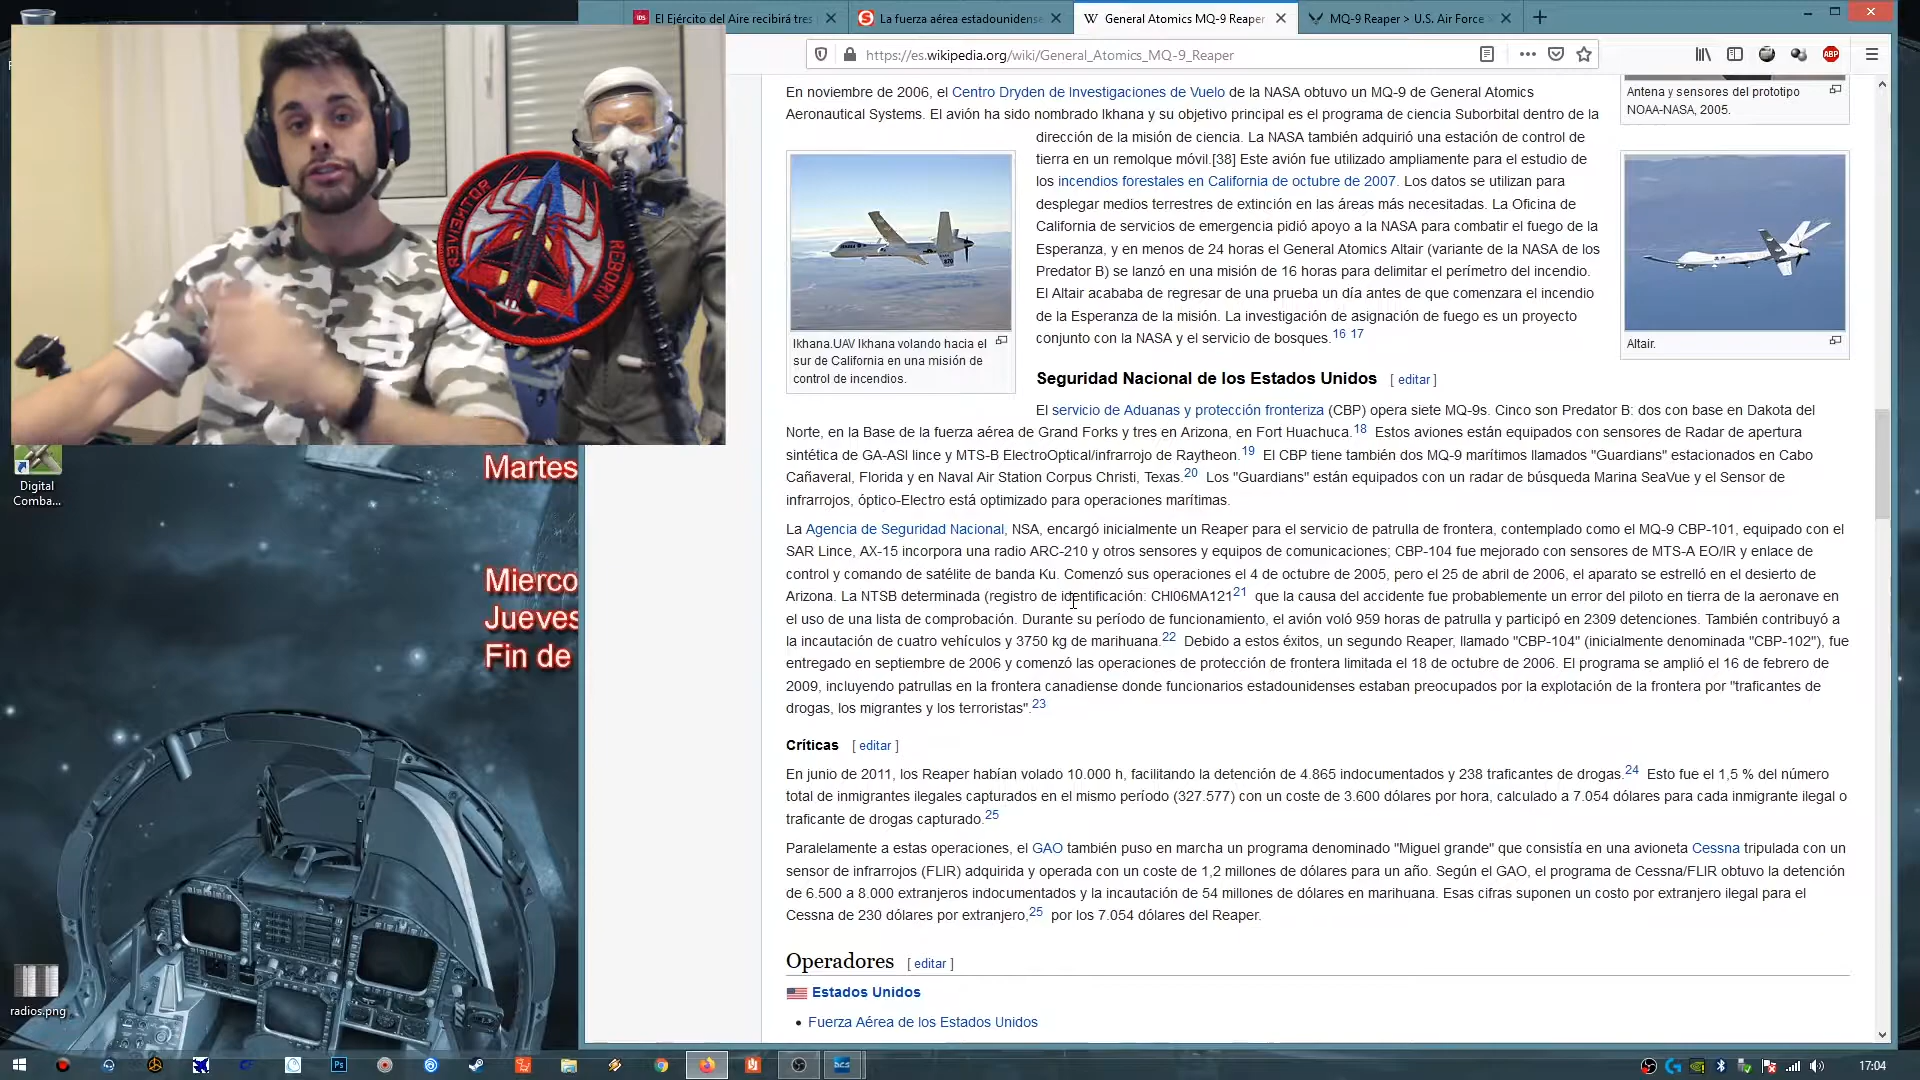 El Ejército del Aire recibirá tres
La fuerza aérea estadounidense
General Atomics MQ-9 Reaper
MQ-9 Reaper > U.S. Air Force
https://es.wikipedia.org/wiki/General_Atomics_MQ-9_Reaper
ABP
REVIENTOR
REBORN
Digital
Comba...
Martes
Mierco
Jueves
Fin de
radios.png
En noviembre de 2006, el Centro Dryden de Investigaciones de Vuelo de la NASA obtuvo un MQ-9 de General Atomics
Aeronautical Systems. El avión ha sido nombrado Ikhana y su objetivo principal es el programa de ciencia Suborbital dentro de la
dirección de la misión de ciencia. La NASA también adquirió una estación de control de
tierra en un remolque móvil.[38] Este avión fue utilizado ampliamente para el estudio de
los incendios forestales en California de octubre de 2007. Los datos se utilizan para
desplegar medios terrestres de extinción en las áreas más necesitadas. La Oficina de
California de servicios de emergencia pidió apoyo a la NASA para combatir el fuego de la
Esperanza, y en menos de 24 horas el General Atomics Altair (variante de la NASA de los
Predator B) se lanzó en una misión de 16 horas para delimitar el perímetro del incendio.
El Altair acababa de regresar de una prueba un día antes de que comenzara el incendio
de la Esperanza de la misión. La investigación de asignación de fuego es un proyecto
conjunto con la NASA y el servicio de bosques.16 17
Ikhana.UAV Ikhana volando hacia el
sur de California en una misión de
control de incendios.
Antena y sensores del prototipo
NOAA-NASA, 2005.
Altair.
Seguridad Nacional de los Estados Unidos [ editar ]
El servicio de Aduanas y protección fronteriza (CBP) opera siete MQ-9s. Cinco son Predator B: dos con base en Dakota del
Norte, en la Base de la fuerza aérea de Grand Forks y tres en Arizona, en Fort Huachuca.18 Estos aviones están equipados con sensores de Radar de apertura
sintética de GA-ASI lince y MTS-B ElectroOptical/infrarrojo de Raytheon.19 El CBP tiene también dos MQ-9 marítimos llamados "Guardians" estacionados en Cabo
Cañaveral, Florida y en Naval Air Station Corpus Christi, Texas.20 Los "Guardians" están equipados con un radar de búsqueda Marina SeaVue y el Sensor de
infrarrojos, óptico-Electro está optimizado para operaciones marítimas.
La Agencia de Seguridad Nacional, NSA, encargó inicialmente un Reaper para el servicio de patrulla de frontera, contemplado como el MQ-9 CBP-101, equipado con el
SAR Lince, AX-15 incorpora una radio ARC-210 y otros sensores y equipos de comunicaciones; CBP-104 fue mejorado con sensores de MTS-A EO/IR y enlace de
control y comando de satélite de banda Ku. Comenzó sus operaciones el 4 de octubre de 2005, pero el 25 de abril de 2006, el aparato se estrelló en el desierto de
Arizona. La NTSB determinada (registro de identificación: CHI06MA12121 que la causa del accidente fue probablemente un error del piloto en tierra de la aeronave en
el uso de una lista de comprobación. Durante su período de funcionamiento, el avión voló 959 horas de patrulla y participó en 2309 detenciones. También contribuyó a
la incautación de cuatro vehículos y 3750 kg de marihuana.22 Debido a estos éxitos, un segundo Reaper, llamado "CBP-104" (inicialmente denominada "CBP-102"), fue
entregado en septiembre de 2006 y comenzó las operaciones de protección de frontera limitada el 18 de octubre de 2006. El programa se amplió el 16 de febrero de
2009, incluyendo patrullas en la frontera canadiense donde funcionarios estadounidenses estaban preocupados por la explotación de la frontera por "traficantes de
drogas, los migrantes y los terroristas".23
Críticas [ editar ]
En junio de 2011, los Reaper habían volado 10.000 h, facilitando la detención de 4.865 indocumentados y 238 traficantes de drogas.24 Esto fue el 1,5 % del número
total de inmigrantes ilegales capturados en el mismo período (327.577) con un coste de 3.600 dólares por hora, calculado a 7.054 dólares para cada inmigrante ilegal o
traficante de drogas capturado.25
Paralelamente a estas operaciones, el GAO también puso en marcha un programa denominado "Miguel grande" que consistía en una avioneta Cessna tripulada con un
sensor de infrarrojos (FLIR) adquirida y operada con un coste de 1,2 millones de dólares para un año. Según el GAO, el programa de Cessna/FLIR obtuvo la detención
de 6.500 a 8.000 extranjeros indocumentados y la incautación de 54 millones de dólares en marihuana. Esas cifras suponen un costo por extranjero ilegal para el
Cessna de 230 dólares por extranjero,25 por los 7.054 dólares del Reaper.
Operadores [ editar ]
Estados Unidos
Fuerza Aérea de los Estados Unidos
17:04